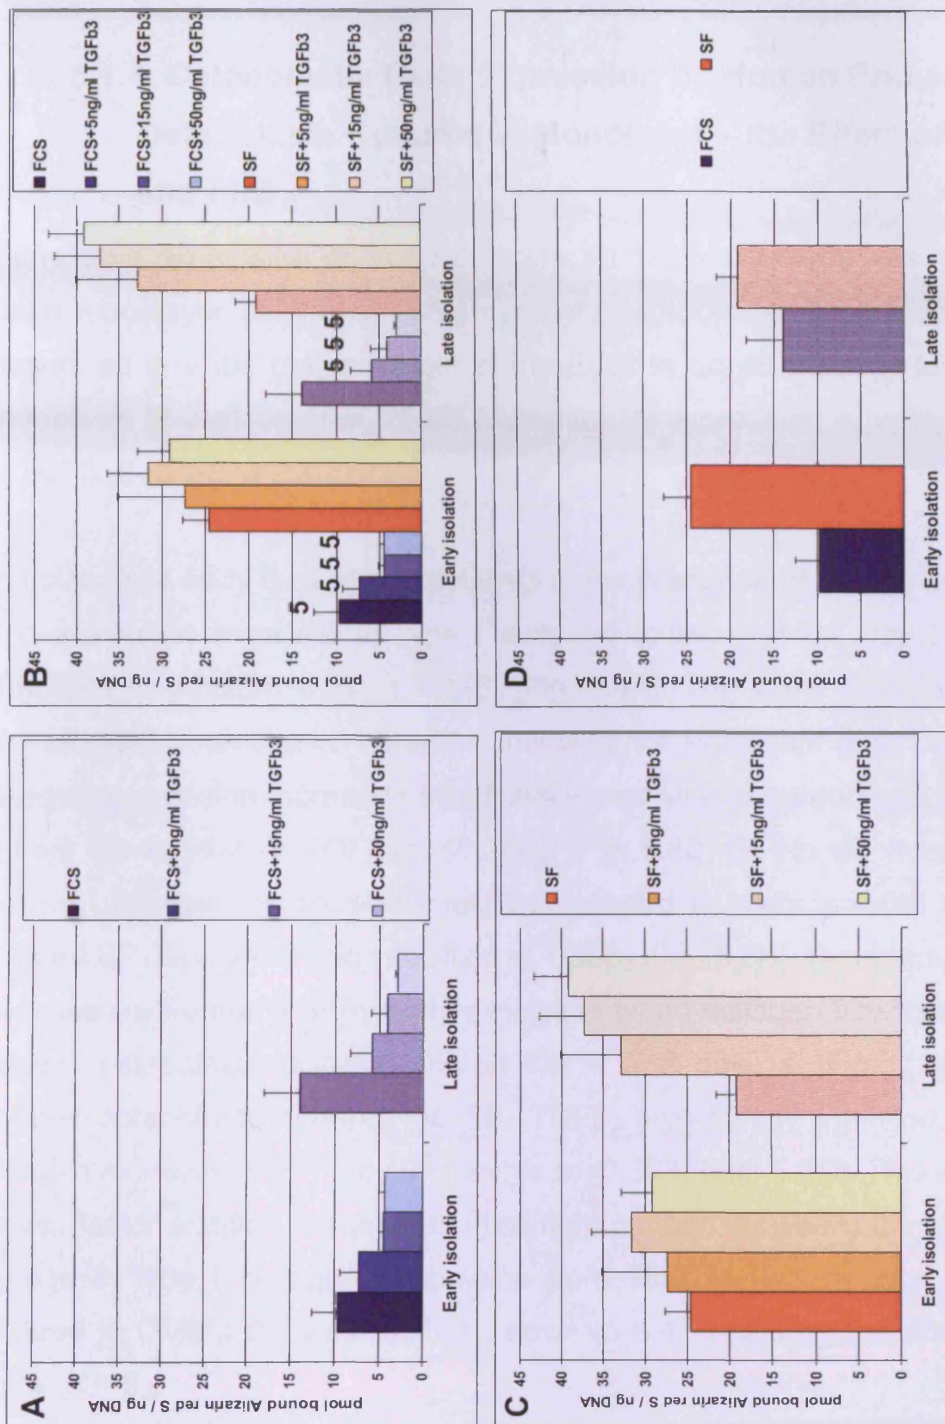 A
pmol bound Alizarin red S / ng DNA
45
40
35
30
25
20
15
10
5
0
Early isolation
Late isolation
FCS
FCS+5ng/ml TGFb3
FCS+15ng/ml TGFb3
FCS+50ng/ml TGFb3
B
pmol bound Alizarin red S / ng DNA
45
40
35
30
25
20
15
10
5
0
5 5 5 5
5 5 5
Early isolation
Late isolation
FCS
FCS+5ng/ml TGFb3
FCS+15ng/ml TGFb3
FCS+50ng/ml TGFb3
SF
SF+5ng/ml TGFb3
SF+15ng/ml TGFb3
SF+50ng/ml TGFb3
C
pmol bound Alizarin red S / ng DNA
45
40
35
30
25
20
15
10
5
0
Early isolation
Late isolation
SF
SF+5ng/ml TGFb3
SF+15ng/ml TGFb3
SF+50ng/ml TGFb3
D
pmol bound Alizarin red S / ng DNA
45
40
35
30
25
20
15
10
5
0
Early isolation
Late isolation
FCS
SF